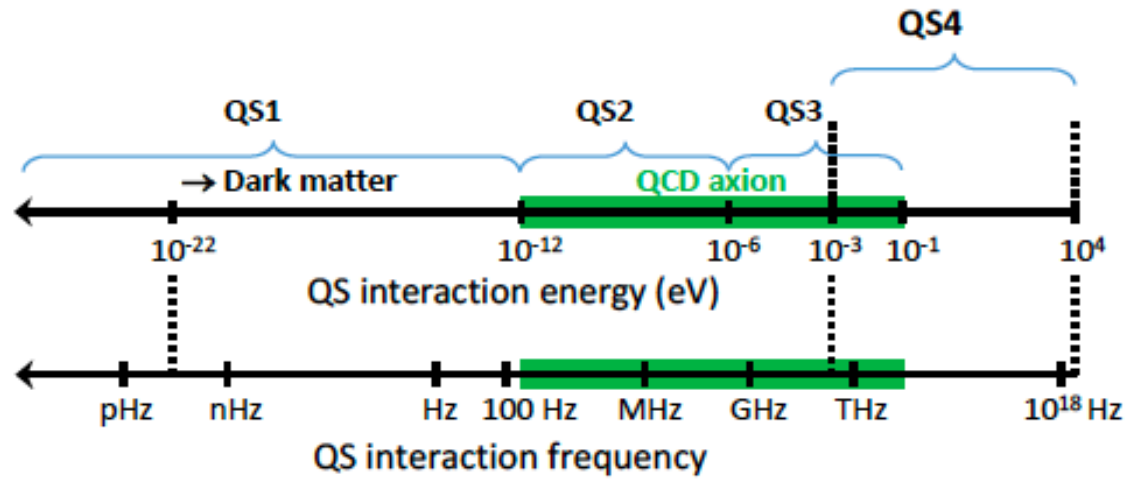 QS4
QS1 QS2 QS3
→ Dark matter QCD axion
10⁻²² 10⁻¹² 10⁻⁶ 10⁻³ 10⁻¹ 10⁴
QS interaction energy (eV)
pHz nHz Hz 100 Hz MHz GHz THz 10¹⁸ Hz
QS interaction frequency